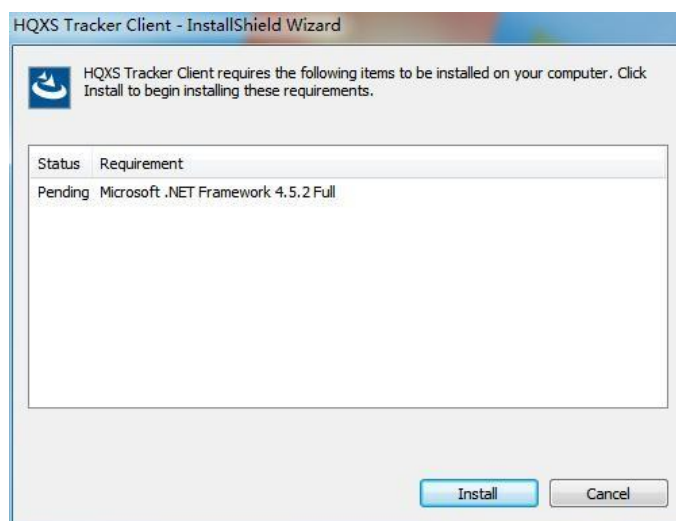 HQXS Tracker Client - InstallShield Wizard
HQXS Tracker Client requires the following items to be installed on your computer. Click
Install to begin installing these requirements.
Status Requirement
Pending Microsoft .NET Framework 4.5.2 Full
Install Cancel